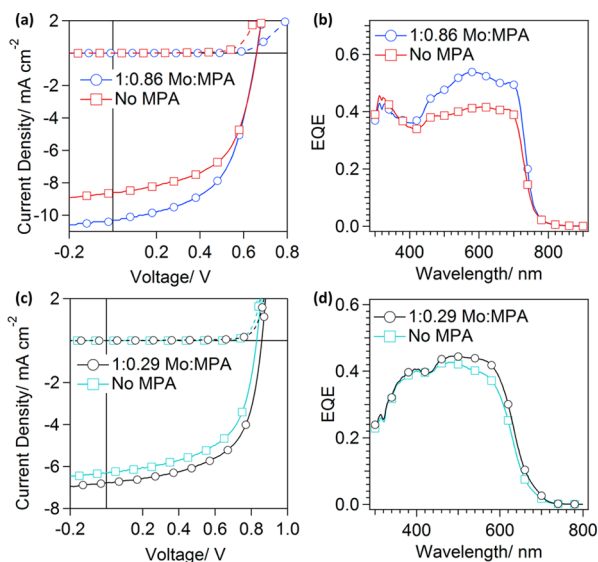 (a)
2
0
-2
-4
-6
-8
-10
Current Density/ mA cm-2
1:0.86 Mo:MPA
No MPA
-0.2 0.0 0.2 0.4 0.6 0.8
Voltage/ V
(b)
0.6
0.4
0.2
0.0
EQE
1:0.86 Mo:MPA
No MPA
400 600 800
Wavelength/ nm
(c)
2
0
-2
-4
-6
-8
Current Density/ mA cm-2
1:0.29 Mo:MPA
No MPA
-0.2 0.2 0.4 0.6 0.8 1.0
Voltage/ V
(d)
0.6
0.4
0.2
0.0
EQE
1:0.29 Mo:MPA
No MPA
400 600 800
Wavelength/ nm